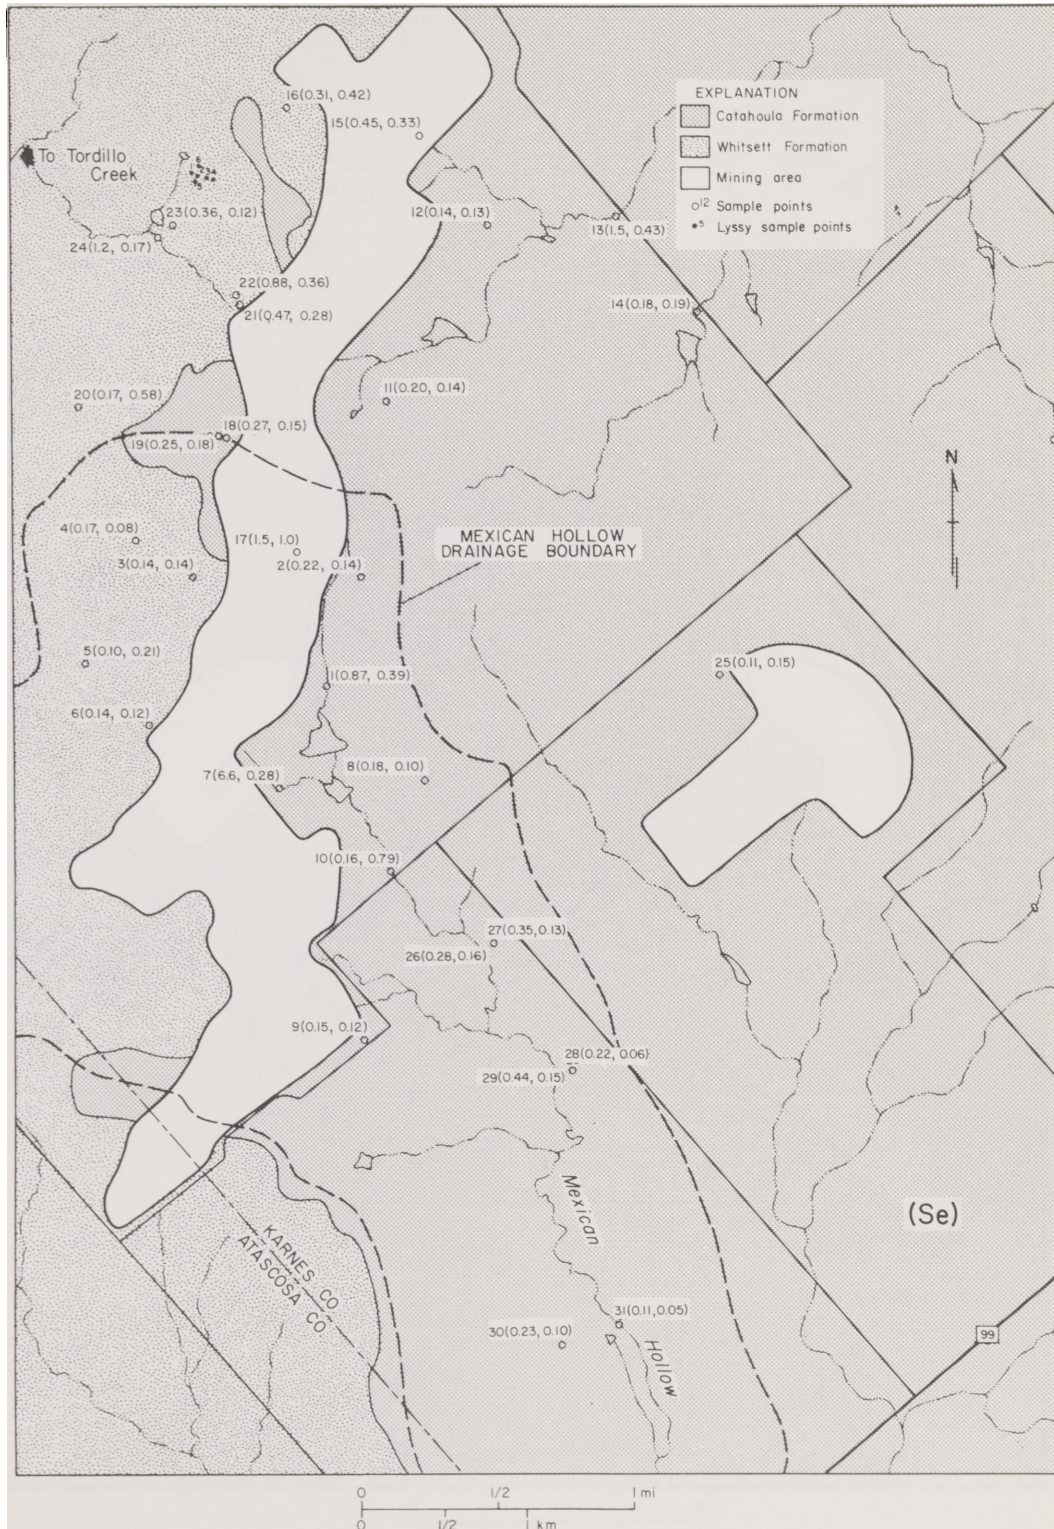 EXPLANATION
Catahoula Formation
Whitsett Formation
Mining area
12 Sample points
5 Lyssy sample points
16(0.31, 0.42)
15(0.45, 0.33)
To Tordillo
Creek
23(0.36, 0.12)
12(0.14, 0.13)
13(1.5, 0.43)
24(1.2, 0.17)
22(0.88, 0.36)
21(0.47, 0.28)
14(0.18, 0.19)
20(0.17, 0.58)
11(0.20, 0.14)
18(0.27, 0.15)
19(0.25, 0.18)
N
4(0.17, 0.08)
17(1.5, 1.0)
MEXICAN HOLLOW
DRAINAGE BOUNDARY
3(0.14, 0.14)
2(0.22, 0.14)
5(0.10, 0.21)
25(0.11, 0.15)
1(0.87, 0.39)
6(0.14, 0.12)
7(6.6, 0.28)
8(0.18, 0.10)
10(0.16, 0.79)
27(0.35, 0.13)
26(0.28, 0.16)
9(0.15, 0.12)
28(0.22, 0.06)
29(0.44, 0.15)
Mexican
Hollow
(Se)
KARNES CO
ATASCOSA CO
31(0.11, 0.05)
30(0.23, 0.10)
99
0 1/2 1 mi
0 1/2 1 km